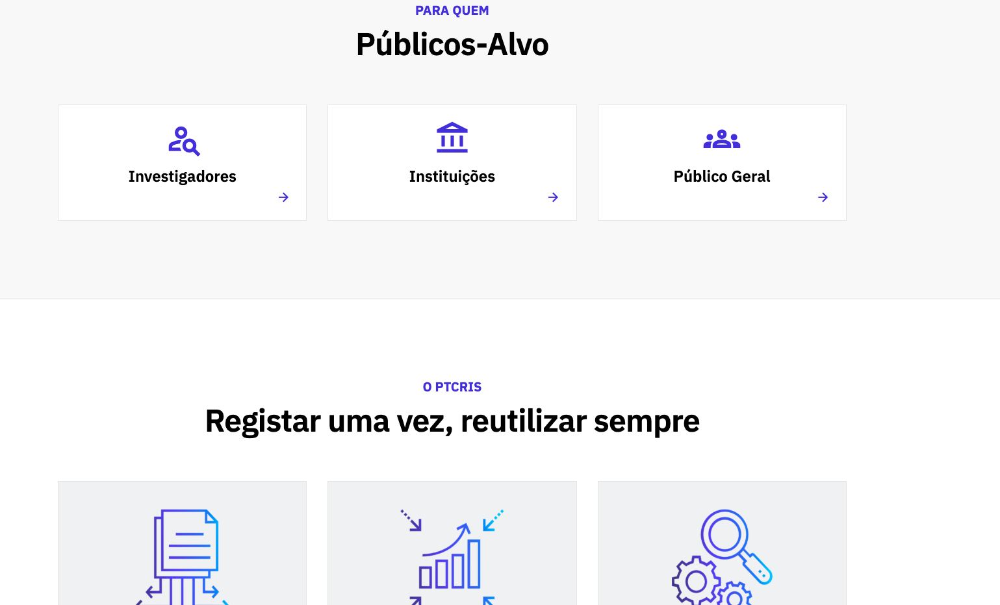 PARA QUEM
Públicos-Alvo
Investigadores
Instituições
Público Geral
O PTCRIS
Registar uma vez, reutilizar sempre